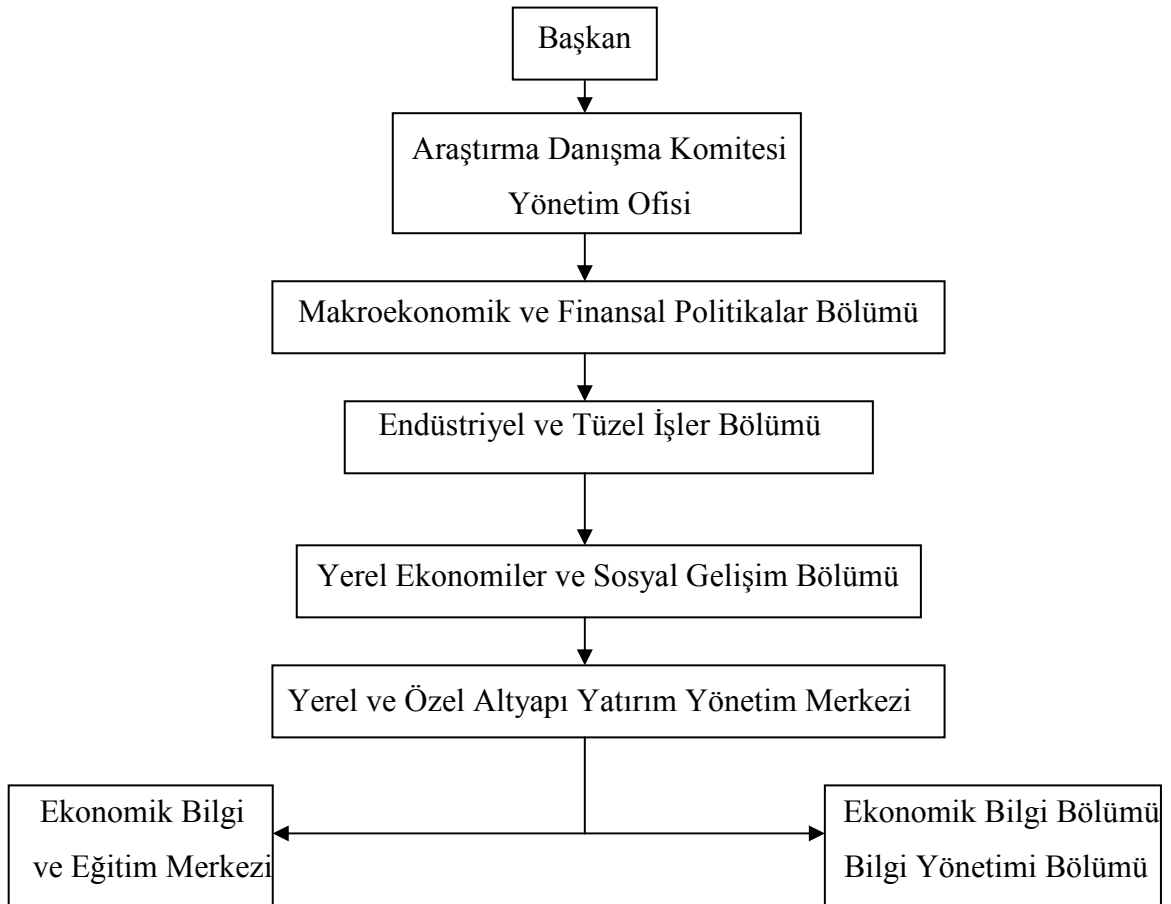 Başkan
Araştırma Danışma Komitesi
Yönetim Ofisi
Makroekonomik ve Finansal Politikalar Bölümü
Endüstriyel ve Tüzel İşler Bölümü
Yerel Ekonomiler ve Sosyal Gelişim Bölümü
Yerel ve Özel Altyapı Yatırım Yönetim Merkezi
Ekonomik Bilgi
ve Eğitim Merkezi
Ekonomik Bilgi Bölümü
Bilgi Yönetimi Bölümü